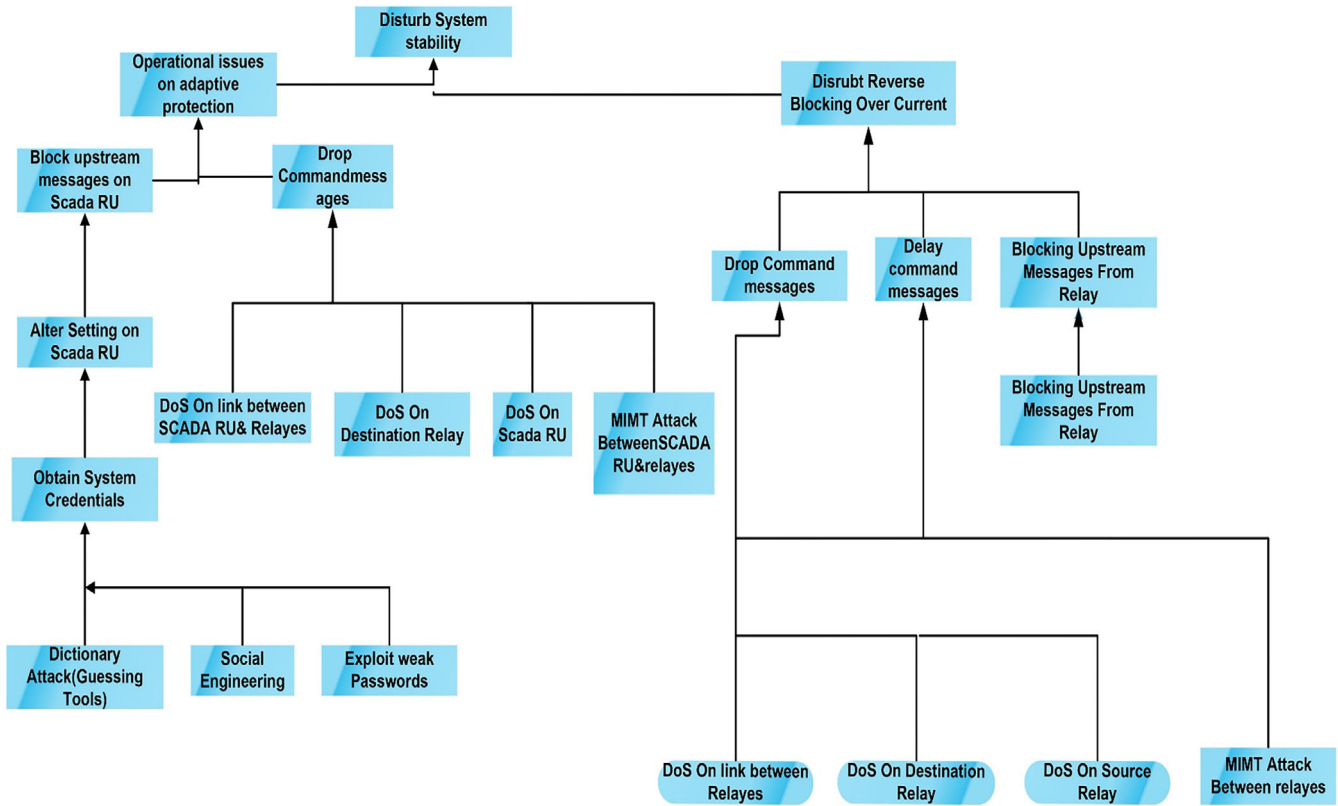 Disturb System
stability
Operational issues
on adaptive
protection
Disrubt Reverse
Blocking Over Current
Block upstream
messages on
Scada RU
Drop
Commandmess
ages
Drop Command
messages
Delay
command
messages
Blocking Upstream
Messages From
Relay
Alter Setting on
Scada RU
DoS On link between
SCADA RU& Relayes
DoS On
Destination Relay
DoS On
Scada RU
MIMT Attack
BetweenSCADA
RU&relayes
Blocking Upstream
Messages From
Relay
Obtain System
Credentials
Dictionary
Attack(Guessing
Tools)
Social
Engineering
Exploit weak
Passwords
DoS On link between
Relayes
DoS On Destination
Relay
DoS On Source
Relay
MIMT Attack
Between relayes